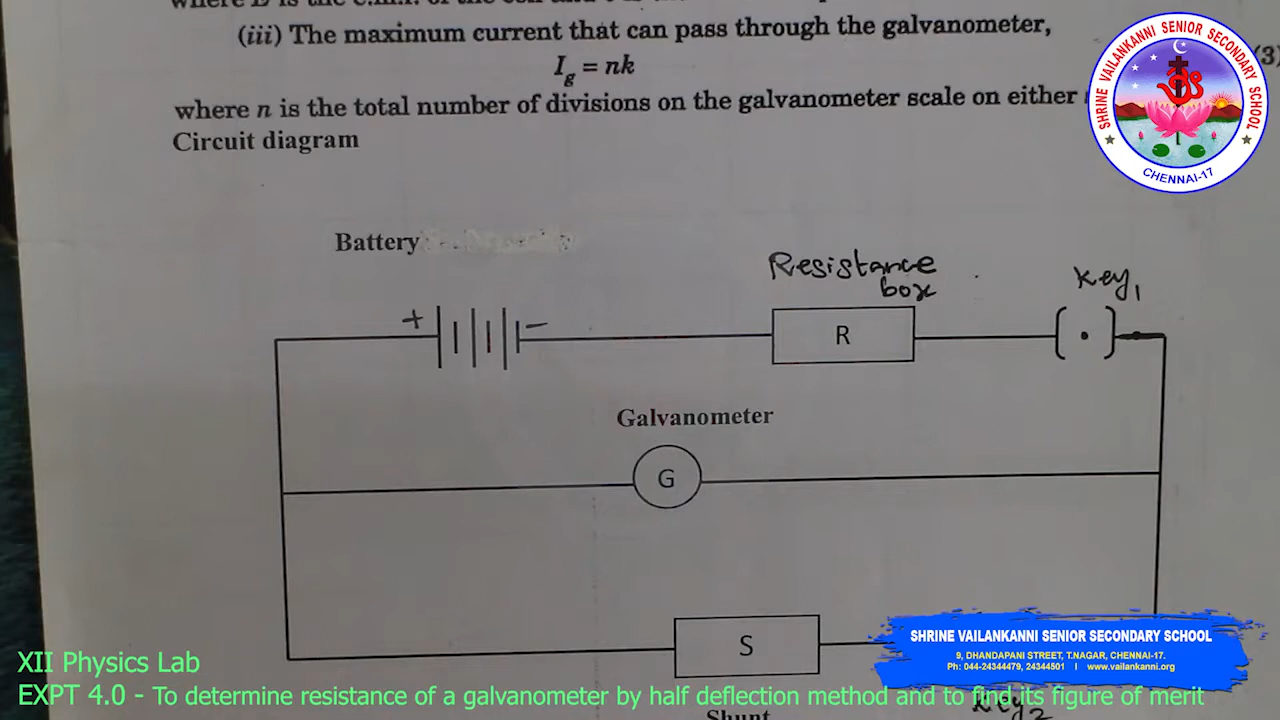 (iii) The maximum current that can pass through the galvanometer,
Ig = nk
(3)
where n is the total number of divisions on the galvanometer scale on either
Circuit diagram
SHRINE VAILANKANNI SENIOR SECONDARY SCHOOL
CHENNAI-17
Battery
Resistance
box
Key1
+ −
R
Galvanometer
G
S
SHRINE VAILANKANNI SENIOR SECONDARY SCHOOL
9, DHANDAPANI STREET, T.NAGAR, CHENNAI-17.
Ph: 044-24344479, 24344501 I www.vailankanni.org
XII Physics Lab
EXPT 4.0 - To determine resistance of a galvanometer by half deflection method and to find its figure of merit
Shunt
Key2